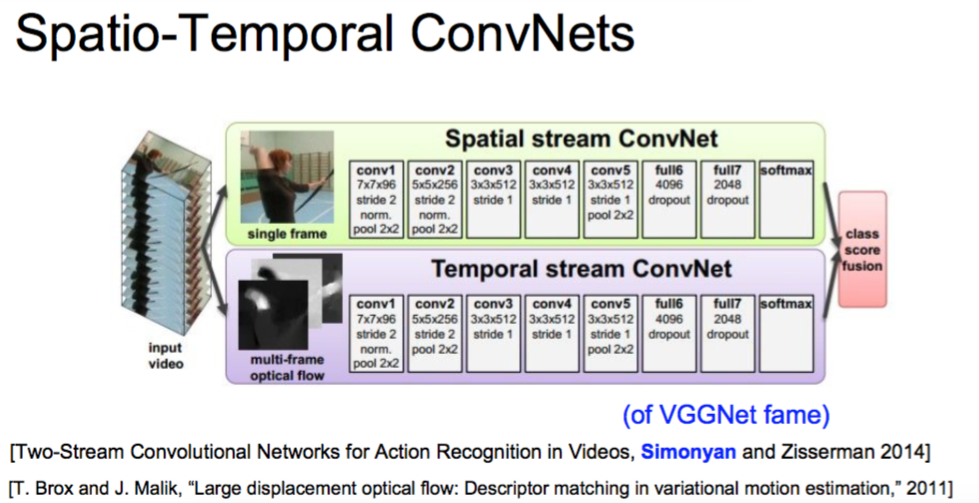 Spatio-Temporal ConvNets
Spatial stream ConvNet
single frame
conv1
7x7x96
stride 2
norm.
pool 2x2
conv2
5x5x256
stride 2
norm.
pool 2x2
conv3
3x3x512
stride 1
conv4
3x3x512
stride 1
conv5
3x3x512
stride 1
pool 2x2
full6
4096
dropout
full7
2048
dropout
softmax
Temporal stream ConvNet
multi-frame
optical flow
conv1
7x7x96
stride 2
norm.
pool 2x2
conv2
5x5x256
stride 2
pool 2x2
conv3
3x3x512
stride 1
conv4
3x3x512
stride 1
conv5
3x3x512
stride 1
pool 2x2
full6
4096
dropout
full7
2048
dropout
softmax
input
video
class
score
fusion
(of VGGNet fame)
[Two-Stream Convolutional Networks for Action Recognition in Videos, Simonyan and Zisserman 2014]
[T. Brox and J. Malik, “Large displacement optical flow: Descriptor matching in variational motion estimation,” 2011]